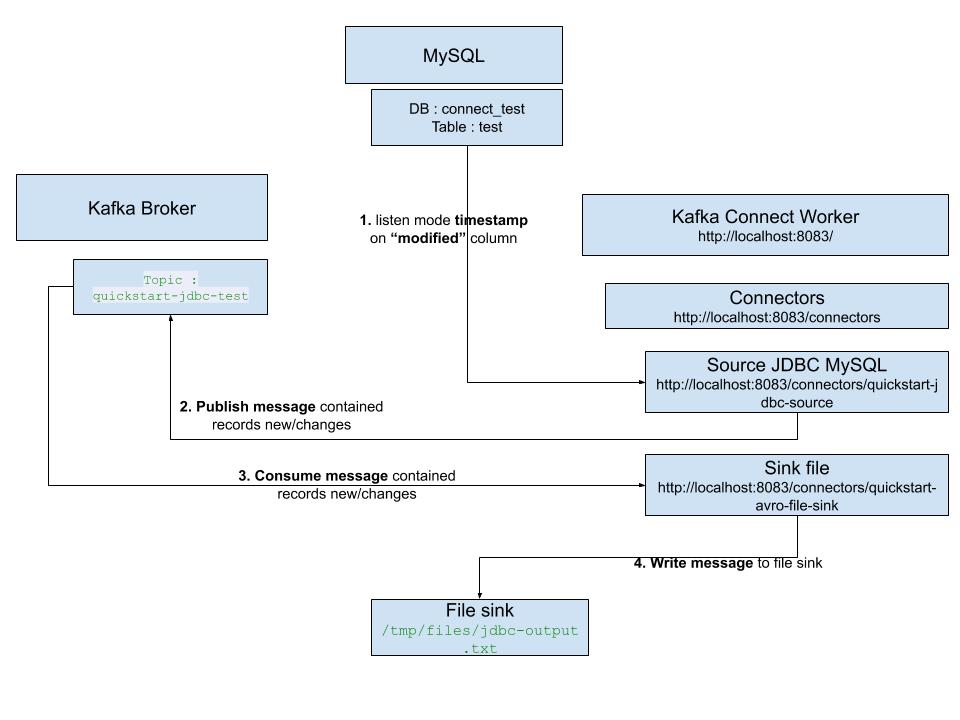 MySQL
DB : connect_test
Table : test
Kafka Broker
Topic :
quickstart-jdbc-test
1. listen mode timestamp
on “modified” column
Kafka Connect Worker
http://localhost:8083/
Connectors
http://localhost:8083/connectors
Source JDBC MySQL
http://localhost:8083/connectors/quickstart-j
dbc-source
2. Publish message contained
records new/changes
3. Consume message contained
records new/changes
Sink file
http://localhost:8083/connectors/quickstart-
avro-file-sink
4. Write message to file sink
File sink
/tmp/files/jdbc-output
.txt